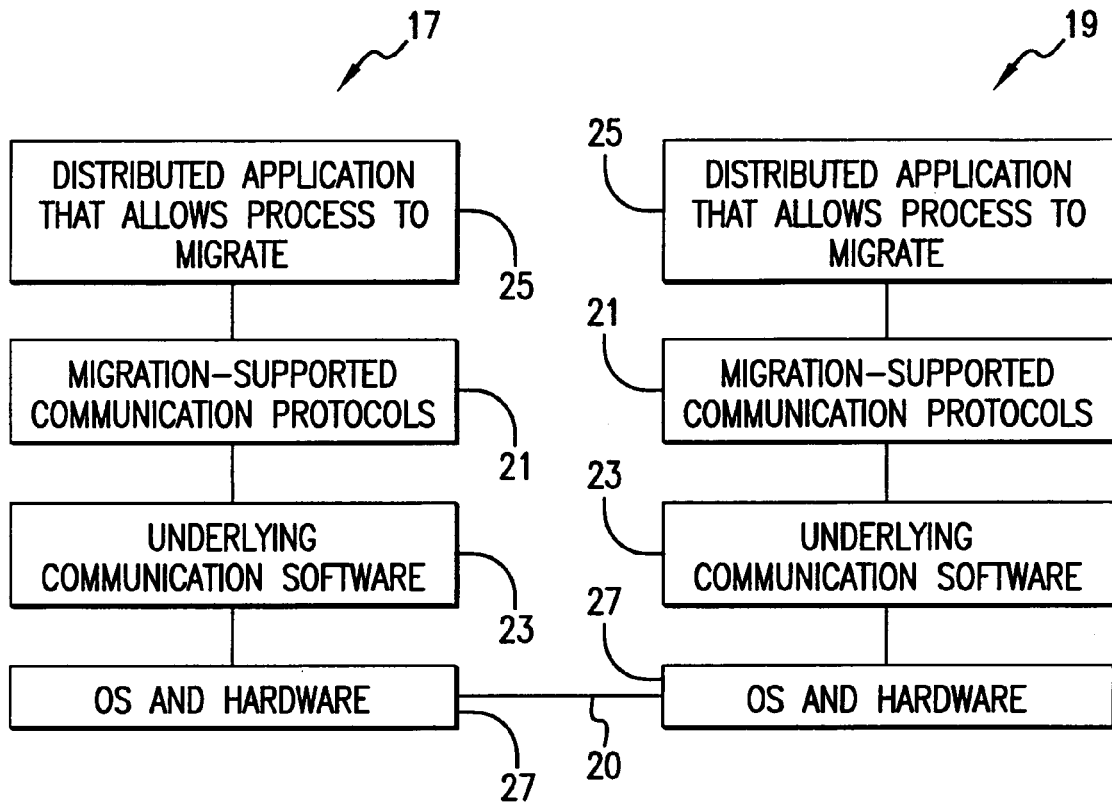 17
19
DISTRIBUTED APPLICATION
THAT ALLOWS PROCESS TO
MIGRATE
25
25
DISTRIBUTED APPLICATION
THAT ALLOWS PROCESS TO
MIGRATE
MIGRATION-SUPPORTED
COMMUNICATION PROTOCOLS
21
21
MIGRATION-SUPPORTED
COMMUNICATION PROTOCOLS
UNDERLYING
COMMUNICATION SOFTWARE
23
23
UNDERLYING
COMMUNICATION SOFTWARE
OS AND HARDWARE
27
20
27
OS AND HARDWARE